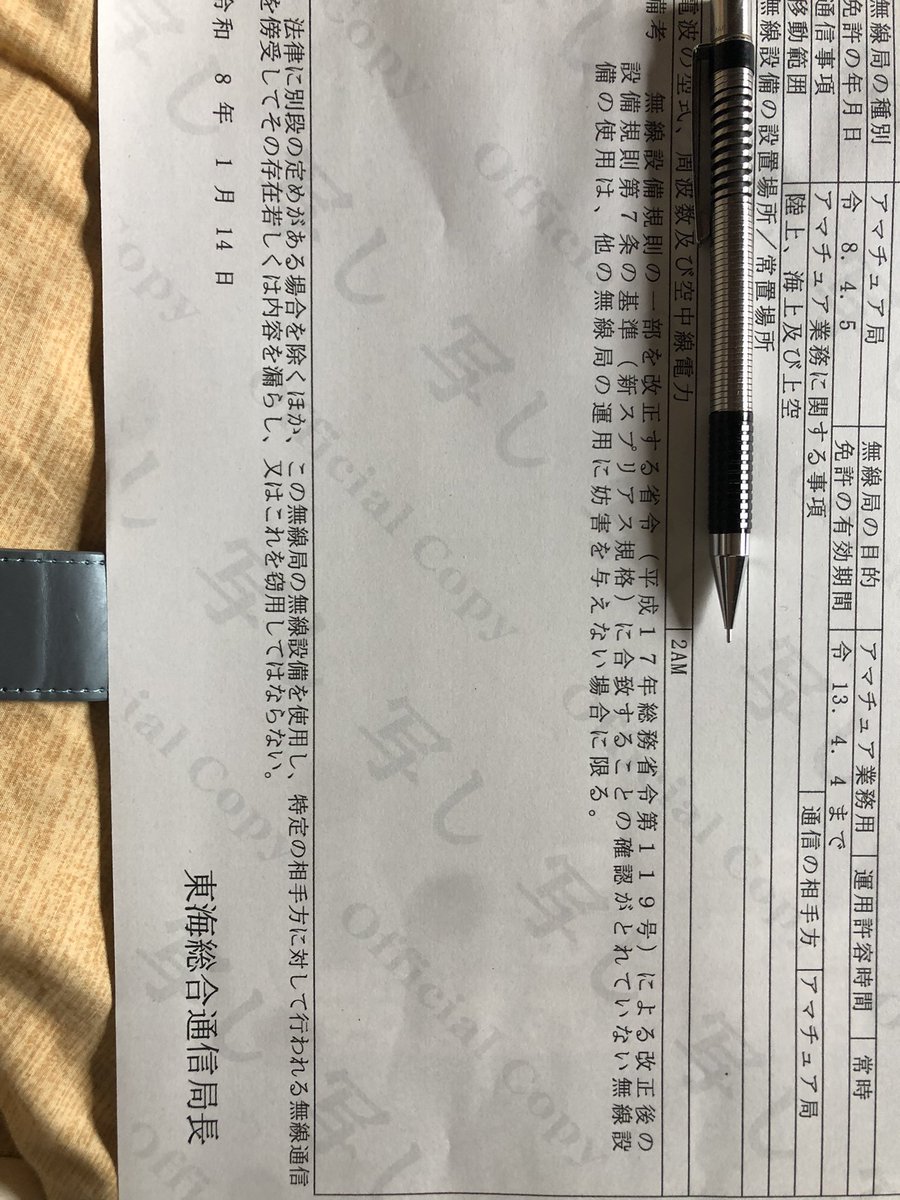 無線局の種別 アマチュア局 無線局の目的 アマチュア業務用 運用許容時間 常時
免許の年月日 令 8. 4. 5 免許の有効期間 令 13. 4. 4 まで
通信事項 アマチュア業務に関する事項 通信の相手方 アマチュア局
移動範囲 陸上、海上及び上空
無線設備の設置場所/常置場所
電波の型式、周波数及び空中線電力 2AM
備考 無線設備規則の一部を改正する省令(平成17年総務省令第119号)による改正後の
設備規則第7条の基準(新スプリアス規格)に合致することの確認がとれていない無線設
備の使用は、他の無線局の運用に妨害を与えない場合に限る。
法律に別段の定めがある場合を除くほか、この無線局の無線設備を使用し、特定の相手方に対して行われる無線通信
を傍受してその存在若しくは内容を漏らし、又はこれを窃用してはならない。
令和 8 年 1 月 14 日
東海総合通信局長
写し
Official Copy